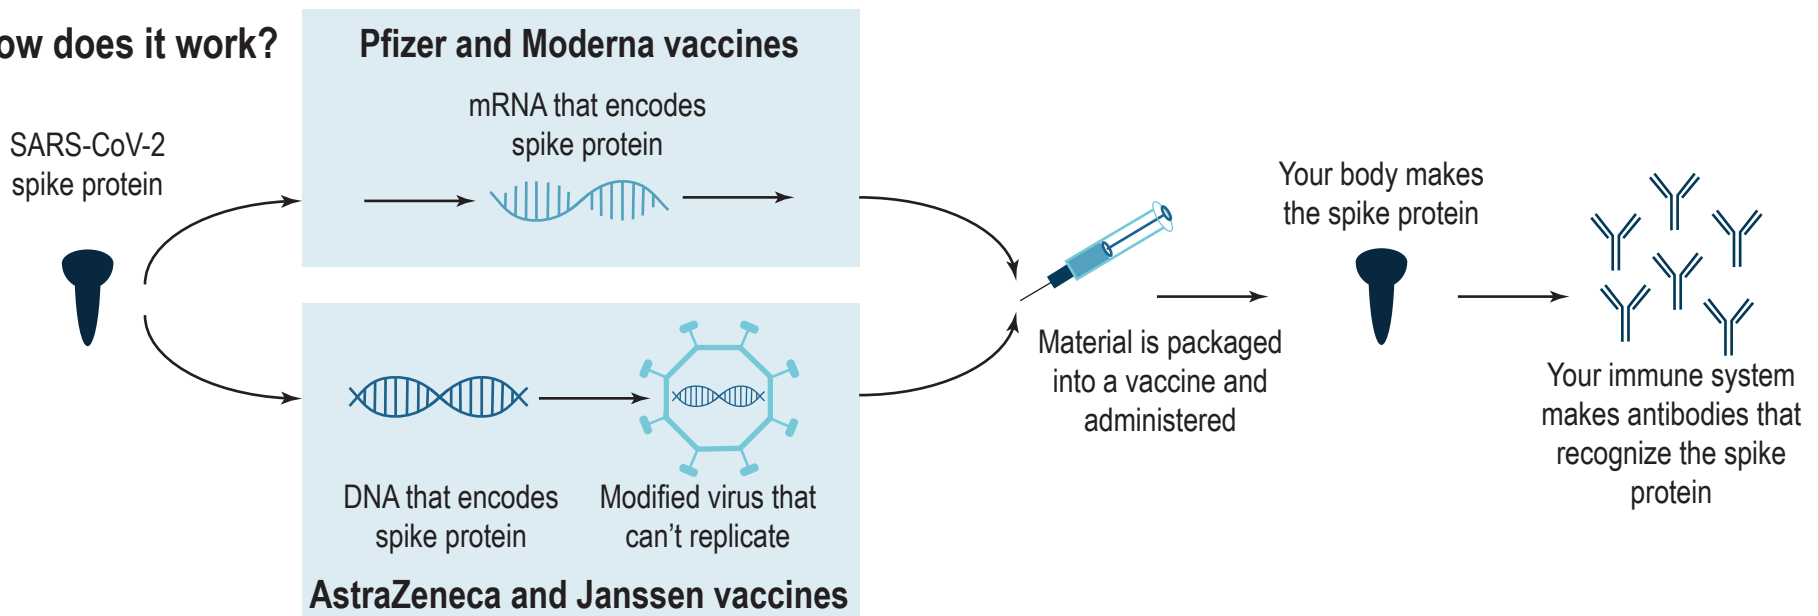 ow does it work?
Pfizer and Moderna vaccines
mRNA that encodes
spike protein
SARS-CoV-2
spike protein
DNA that encodes
spike protein
Modified virus that
can't replicate
AstraZeneca and Janssen vaccines
Material is packaged
into a vaccine and
administered
Your body makes
the spike protein
Your immune system
makes antibodies that
recognize the spike
protein